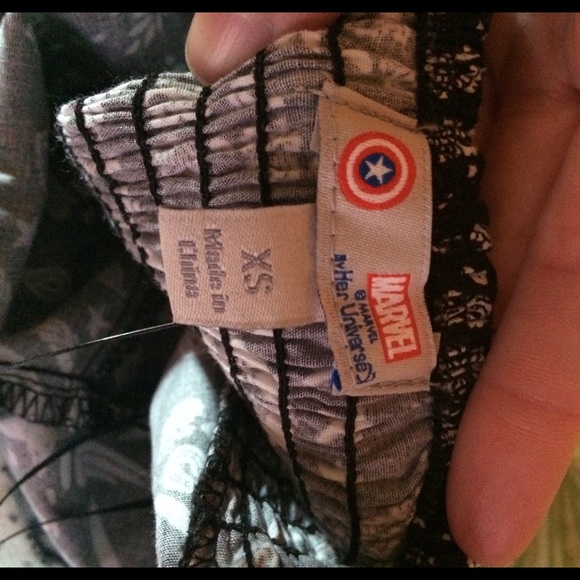 XS
Made in
China
MARVEL
© MARVEL
Her Universe